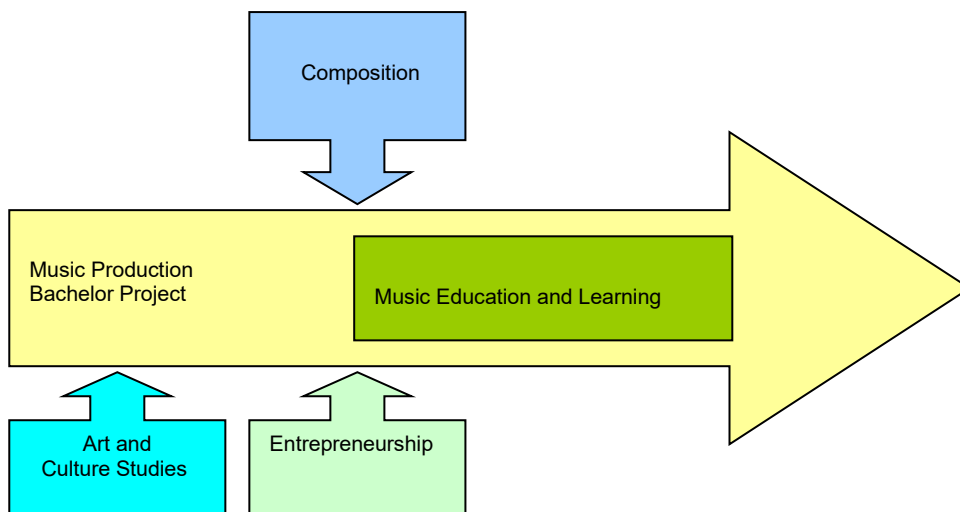 Composition
Music Production
Bachelor Project
Music Education and Learning
Art and
Culture Studies
Entrepreneurship